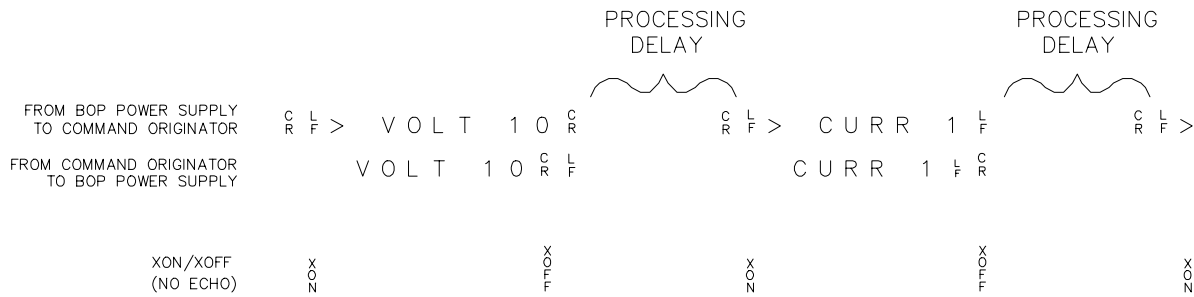 PROCESSING
DELAY
PROCESSING
DELAY
FROM BOP POWER SUPPLY
TO COMMAND ORIGINATOR
CR LF > VOLT 10 CR CR LF > CURR 1 LF CR LF >
FROM COMMAND ORIGINATOR
TO BOP POWER SUPPLY
VOLT 10 CR LF CURR 1 LF CR
XON/XOFF
(NO ECHO)
XON XOFF XON XOFF XON